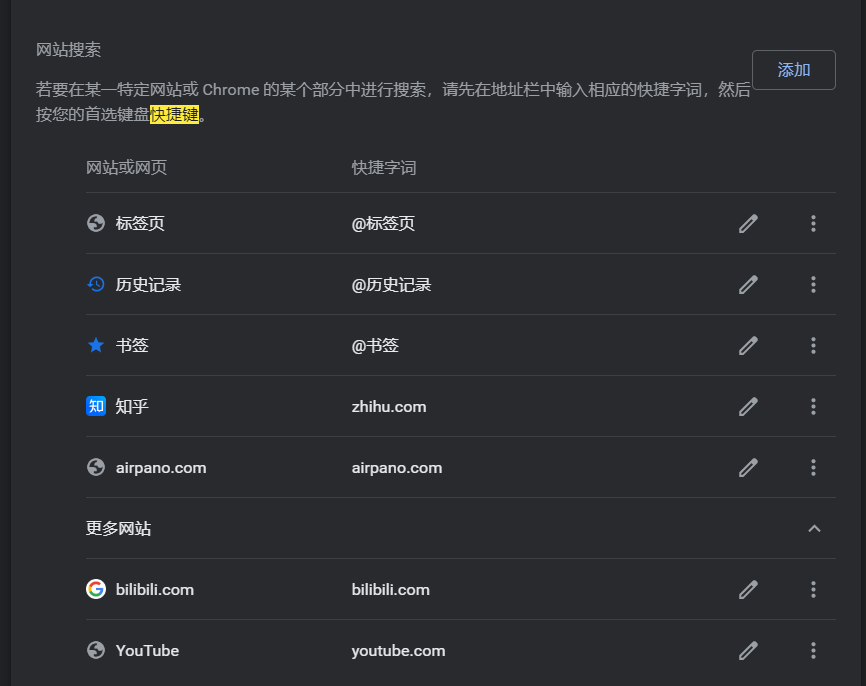 网站搜索
添加
若要在某一特定网站或 Chrome 的某个部分中进行搜索，请先在地址栏中输入相应的快捷字词，然后
按您的首选键盘快捷键。
网站或网页 快捷字词
标签页 @标签页
历史记录 @历史记录
书签 @书签
知 知乎 zhihu.com
airpano.com airpano.com
更多网站
bilibili.com bilibili.com
YouTube youtube.com